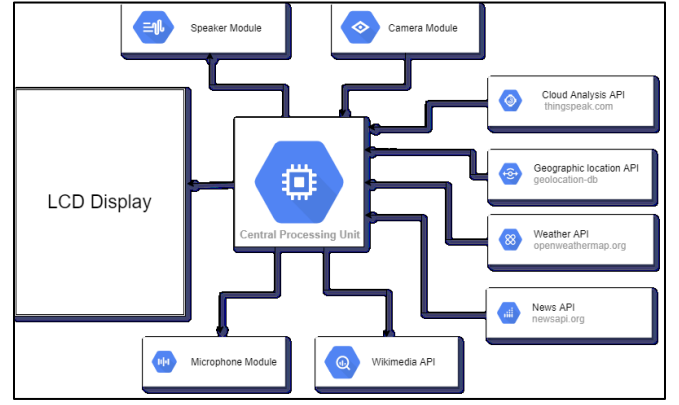 Speaker Module
Camera Module
Cloud Analysis API
thingspeak.com
Geographic location API
geolocation-db
LCD Display
Central Processing Unit
Weather API
openweathermap.org
News API
newsapi.org
Microphone Module
Wikimedia API